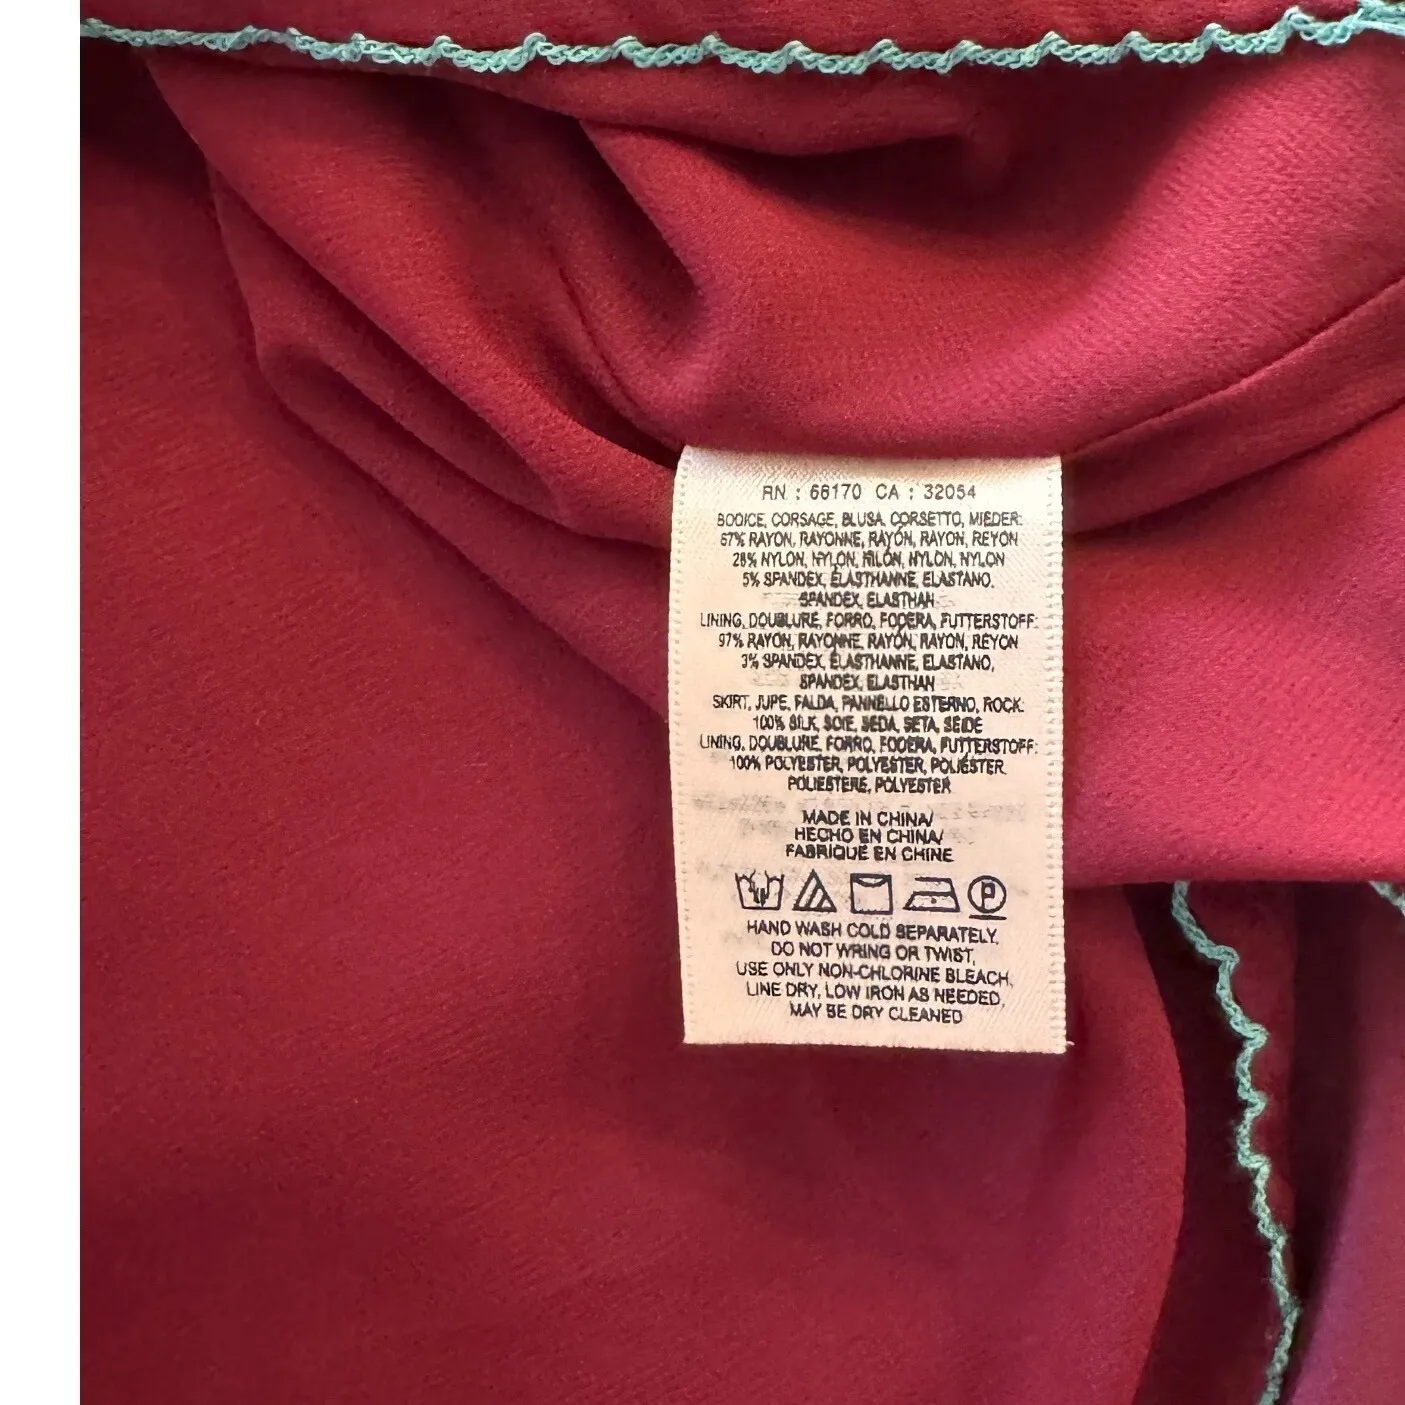 RN : 66170 CA : 32054
BODICE, CORSAGE, BLUSA, CORSETTO, MIEDER:
67% RAYON, RAYONNE, RAYÓN, RAYON, REYON
28% NYLON, NYLON, NILÓN, NYLON, NYLON
5% SPANDEX, ÉLASTHANNE, ELASTANO,
SPANDEX, ELASTHAN
LINING, DOUBLURE, FORRO, FODERA, FUTTERSTOFF:
97% RAYON, RAYONNE, RAYÓN, RAYON, REYON
3% SPANDEX, ÉLASTHANNE, ELASTANO,
SPANDEX, ELASTHAN
SKIRT, JUPE, FALDA, PANNELLO ESTERNO, ROCK:
100% SILK, SOIE, SEDA, SETA, SEIDE
LINING, DOUBLURE, FORRO, FODERA, FUTTERSTOFF:
100% POLYESTER, POLYESTER, POLIÉSTER,
POLIESTERE, POLYESTER
MADE IN CHINA/
HECHO EN CHINA/
FABRIQUÉ EN CHINE
P
HAND WASH COLD SEPARATELY,
DO NOT WRING OR TWIST,
USE ONLY NON-CHLORINE BLEACH,
LINE DRY, LOW IRON AS NEEDED,
MAY BE DRY CLEANED